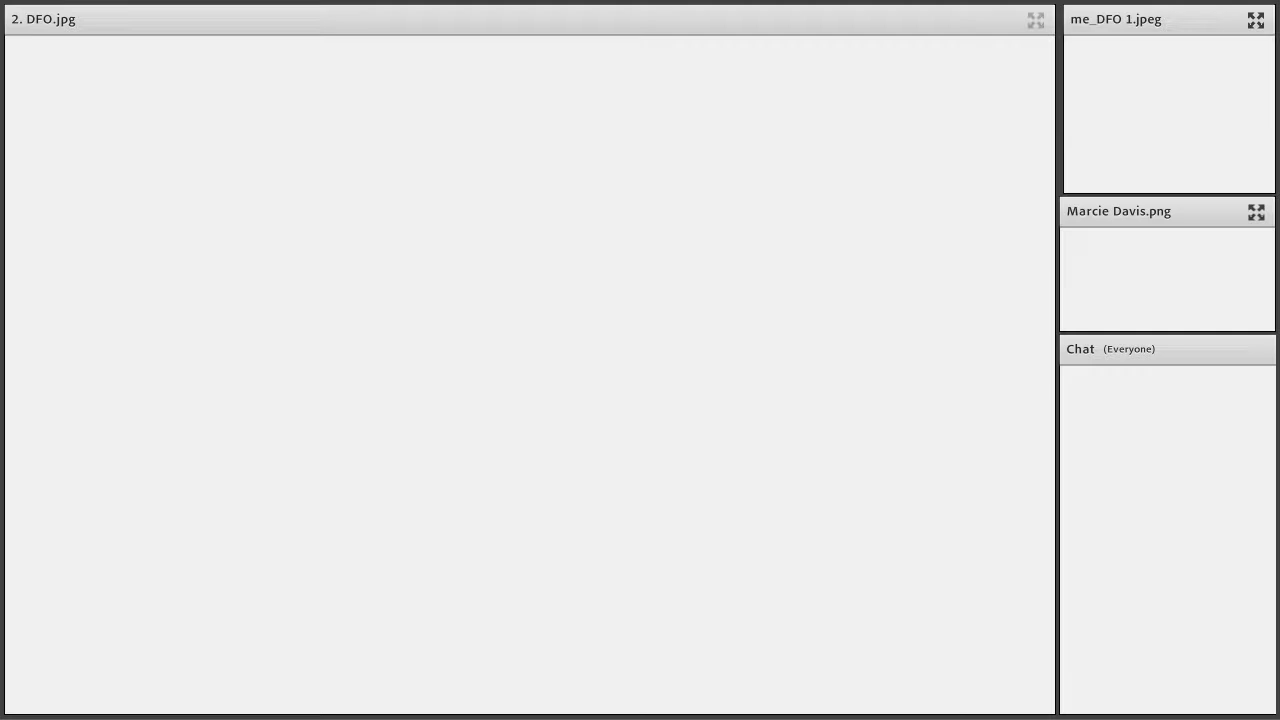 2. DFO.jpg
me_DFO 1.jpeg
Marcie Davis.png
Chat (Everyone)